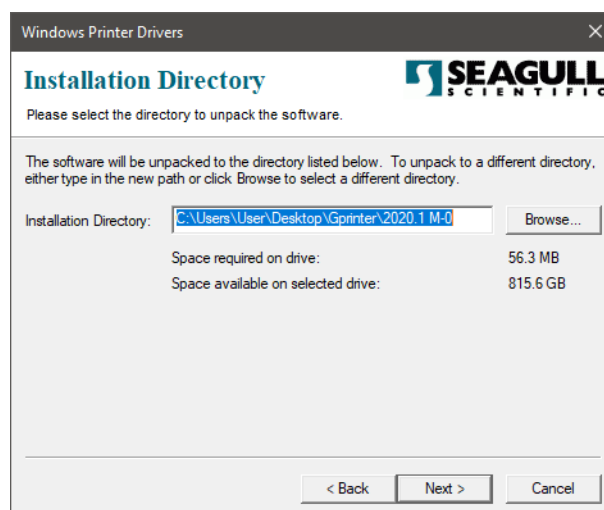 Windows Printer Drivers
Installation Directory
SEAGULL
SCIENTIFIC
Please select the directory to unpack the software.
The software will be unpacked to the directory listed below. To unpack to a different directory,
either type in the new path or click Browse to select a different directory.
Installation Directory: C:\Users\User\Desktop\Gprinter\2020.1 M-0 Browse...
Space required on drive: 56.3 MB
Space available on selected drive: 815.6 GB
< Back Next > Cancel